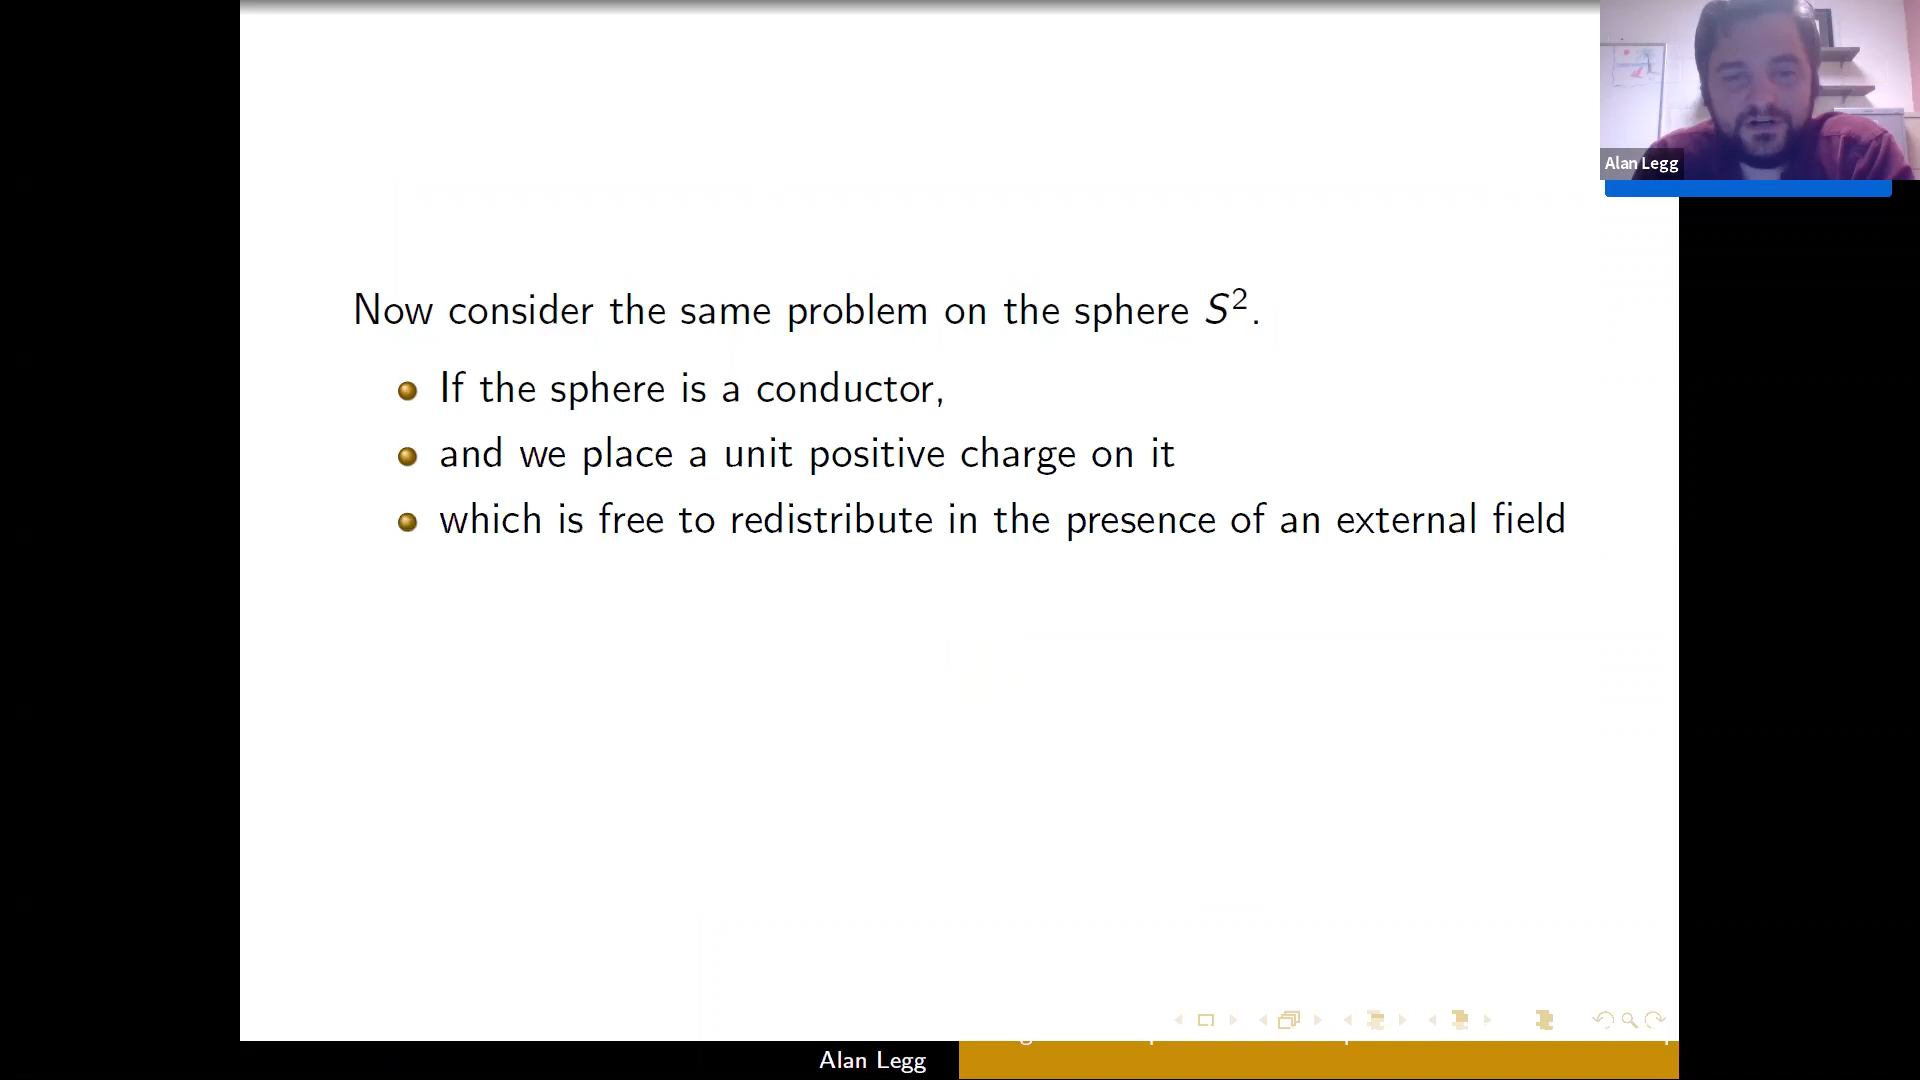 Alan Legg
Now consider the same problem on the sphere S².
If the sphere is a conductor,
and we place a unit positive charge on it
which is free to redistribute in the presence of an external field
Alan Legg